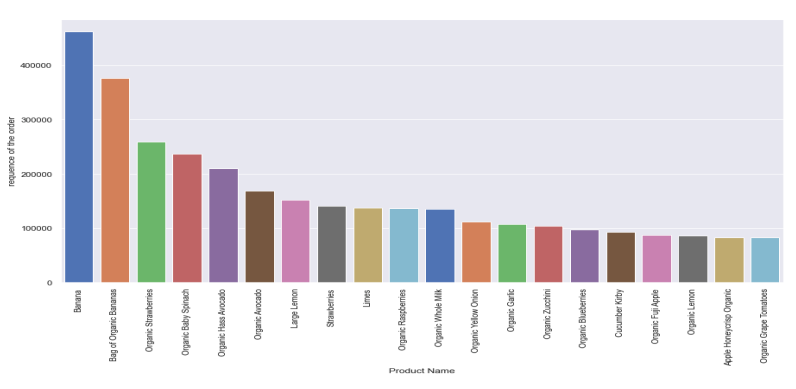 400000
300000
200000
100000
0
requence of the order
Banana
Bag of Organic Bananas
Organic Strawberries
Organic Baby Spinach
Organic Hass Avocado
Organic Avocado
Large Lemon
Strawberries
Limes
Organic Raspberries
Organic Whole Milk
Organic Yellow Onion
Organic Garlic
Organic Zucchini
Organic Blueberries
Cucumber Kirby
Organic Fuji Apple
Organic Lemon
Apple Honeycrisp Organic
Organic Grape Tomatoes
Product Name